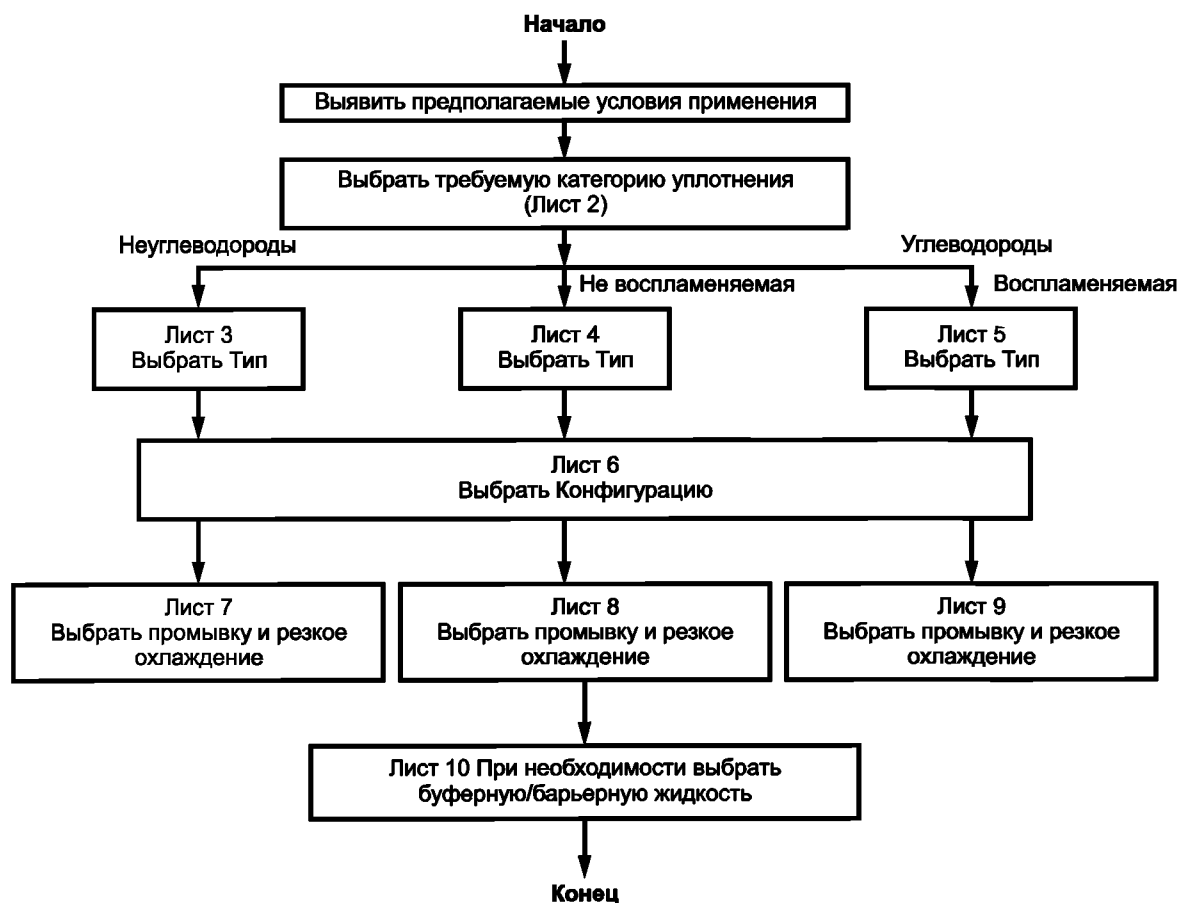 Начало
Выявить предполагаемые условия применения
Выбрать требуемую категорию уплотнения
(Лист 2)
Неуглеводороды
Углеводороды
Не воспламеняемая
Воспламеняемая
Лист 3
Выбрать Тип
Лист 4
Выбрать Тип
Лист 5
Выбрать Тип
Лист 6
Выбрать Конфигурацию
Лист 7
Выбрать промывку и резкое
охлаждение
Лист 8
Выбрать промывку и резкое
охлаждение
Лист 9
Выбрать промывку и резкое
охлаждение
Лист 10 При необходимости выбрать
буферную/барьерную жидкость
Конец